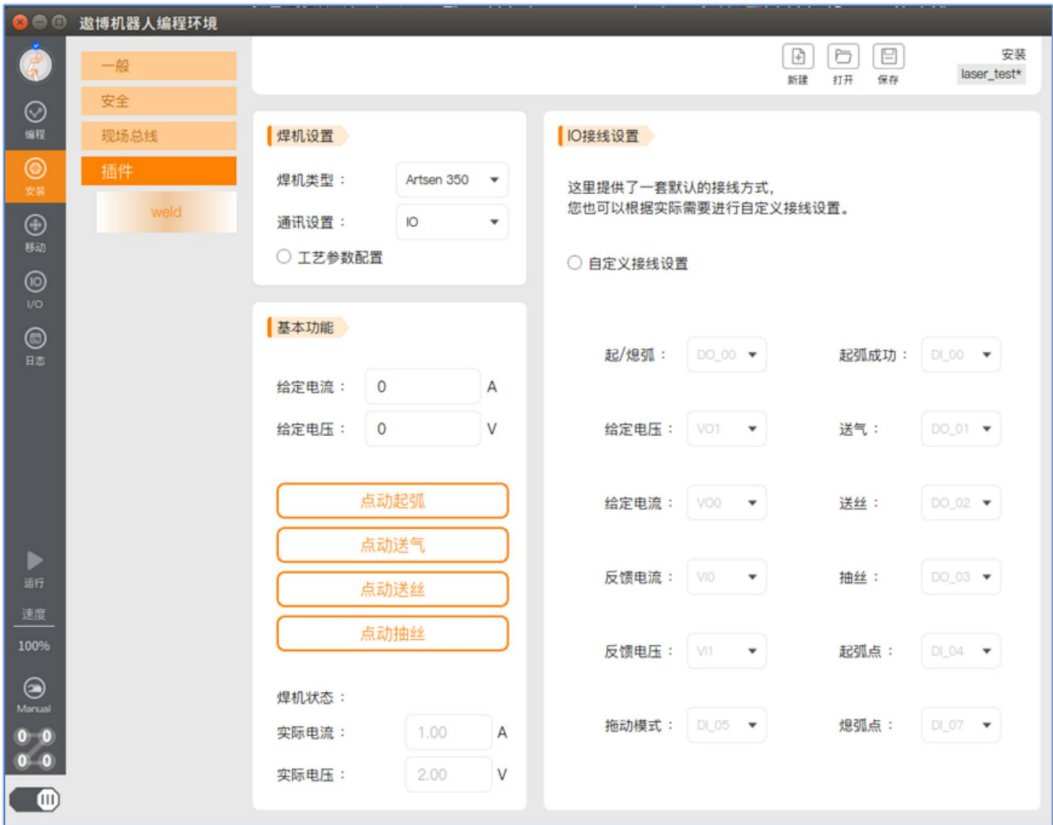 遨博机器人编程环境
编程
安装
移动
I/O
日志
运行
速度
100%
Manual
0 0
0 0
一般
安全
现场总线
插件
weld
新建
打开
保存
安装
laser_test*
焊机设置
焊机类型： Artsen 350
通讯设置： IO
工艺参数配置
基本功能
给定电流： 0 A
给定电压： 0 V
点动起弧
点动送气
点动送丝
点动抽丝
焊机状态：
实际电流： 1.00 A
实际电压： 2.00 V
IO接线设置
这里提供了一套默认的接线方式，
您也可以根据实际需要进行自定义接线设置。
自定义接线设置
起/熄弧： DO_00 起弧成功： DI_00
给定电压： VO1 送气： DO_01
给定电流： VO0 送丝： DO_02
反馈电流： VI0 抽丝： DO_03
反馈电压： VI1 起弧点： DI_04
拖动模式： DI_05 熄弧点： DI_07